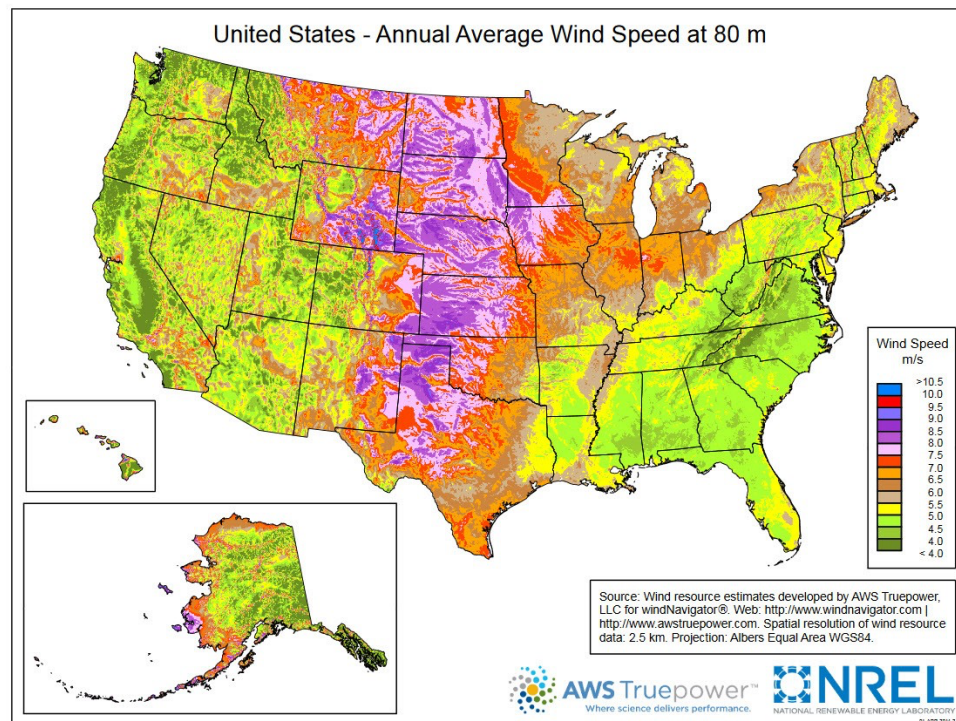 United States - Annual Average Wind Speed at 80 m
Wind Speed
m/s
>10.5
10.0
9.5
9.0
8.5
8.0
7.5
7.0
6.5
6.0
5.5
5.0
4.5
4.0
< 4.0
Source: Wind resource estimates developed by AWS Truepower,
LLC for windNavigator®. Web: http://www.windnavigator.com |
http://www.awstruepower.com. Spatial resolution of wind resource
data: 2.5 km. Projection: Albers Equal Area WGS84.
AWS Truepower™
Where science delivers performance.
NREL
NATIONAL RENEWABLE ENERGY LABORATORY